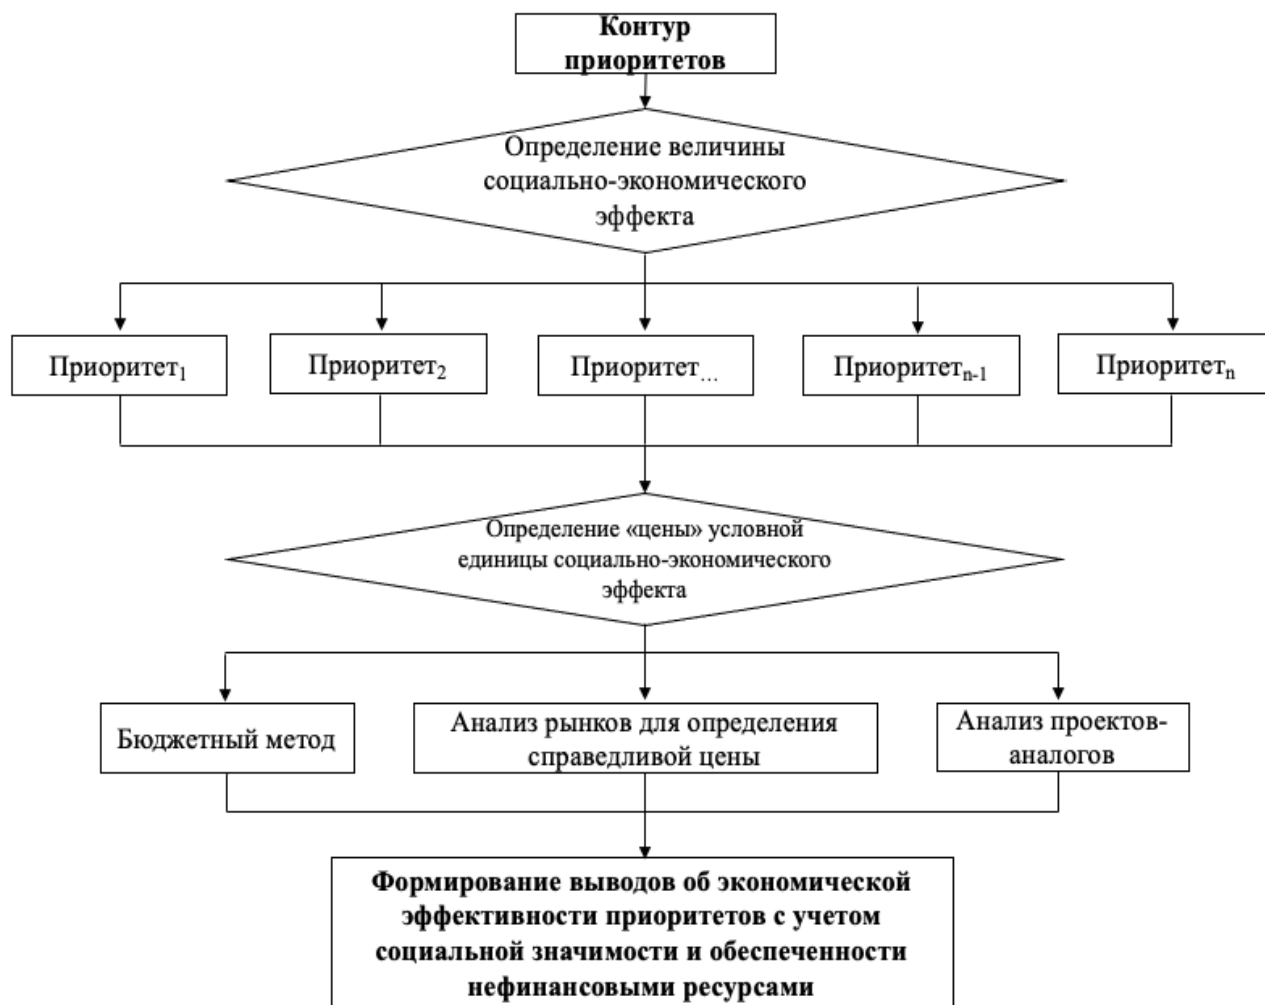 Контур
приоритетов
Определение величины
социально-экономического
эффекта
Приоритет₁
Приоритет₂
Приоритет…
Приоритетₙ₋₁
Приоритетₙ
Определение «цены» условной
единицы социально-экономического
эффекта
Бюджетный метод
Анализ рынков для определения
справедливой цены
Анализ проектов-
аналогов
Формирование выводов об экономической
эффективности приоритетов с учетом
социальной значимости и обеспеченности
нефинансовыми ресурсами